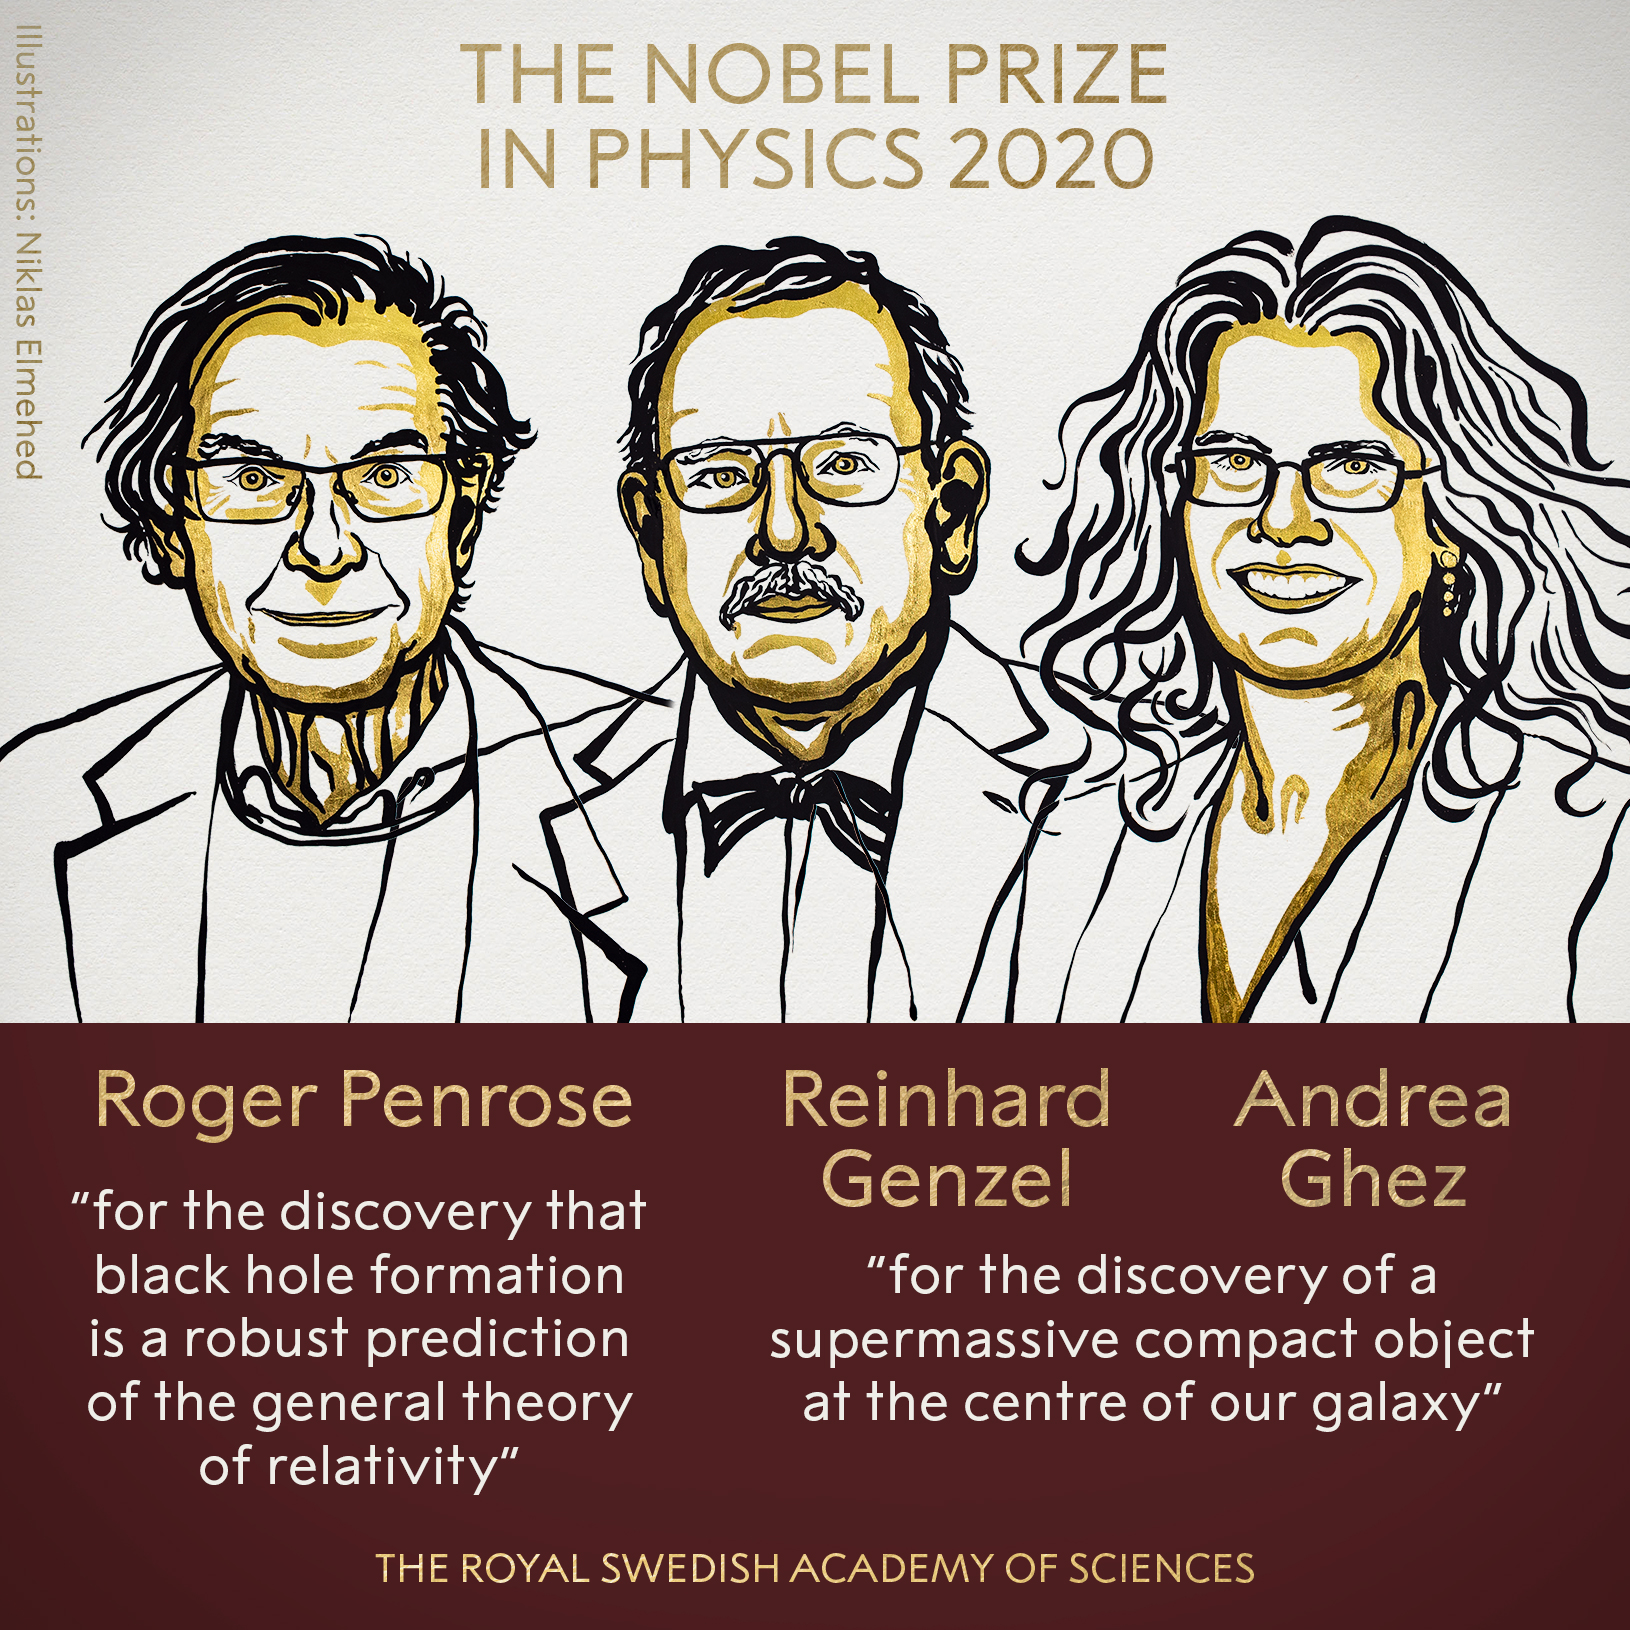 Illustrations: Niklas Elmehed
THE NOBEL PRIZE
IN PHYSICS 2020
Roger Penrose
“for the discovery that
black hole formation
is a robust prediction
of the general theory
of relativity”
Reinhard
Genzel
Andrea
Ghez
“for the discovery of a
supermassive compact object
at the centre of our galaxy”
THE ROYAL SWEDISH ACADEMY OF SCIENCES